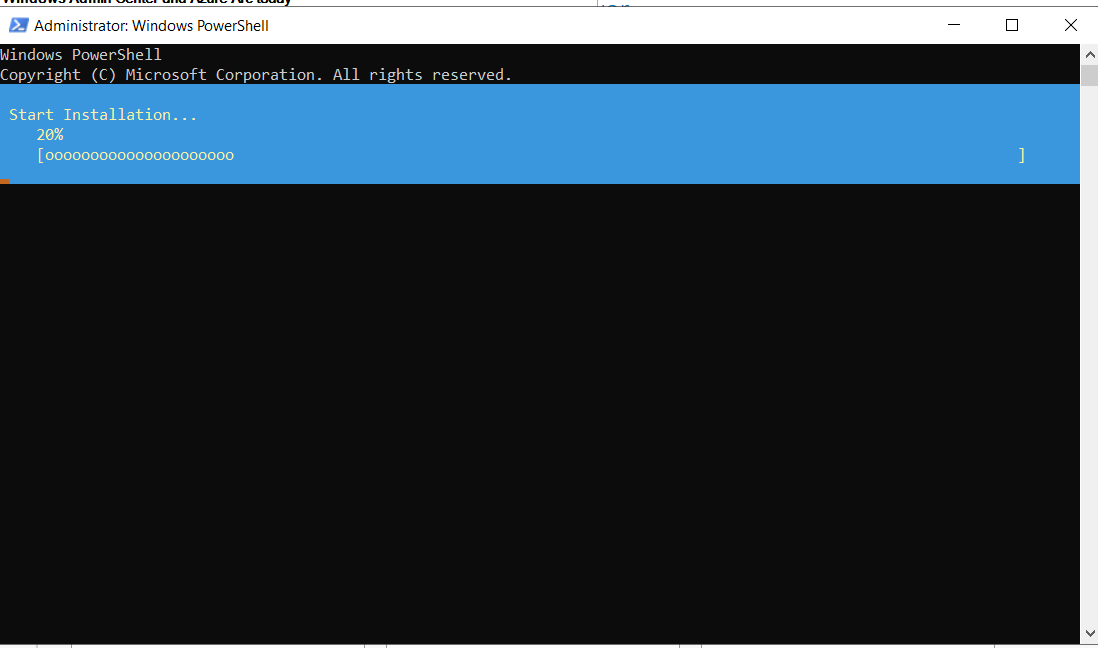 Windows Admin Center and Azure Arc today
Administrator: Windows PowerShell
Windows PowerShell
Copyright (C) Microsoft Corporation. All rights reserved.
Start Installation...
20%
[ooooooooooooooooooooo ]